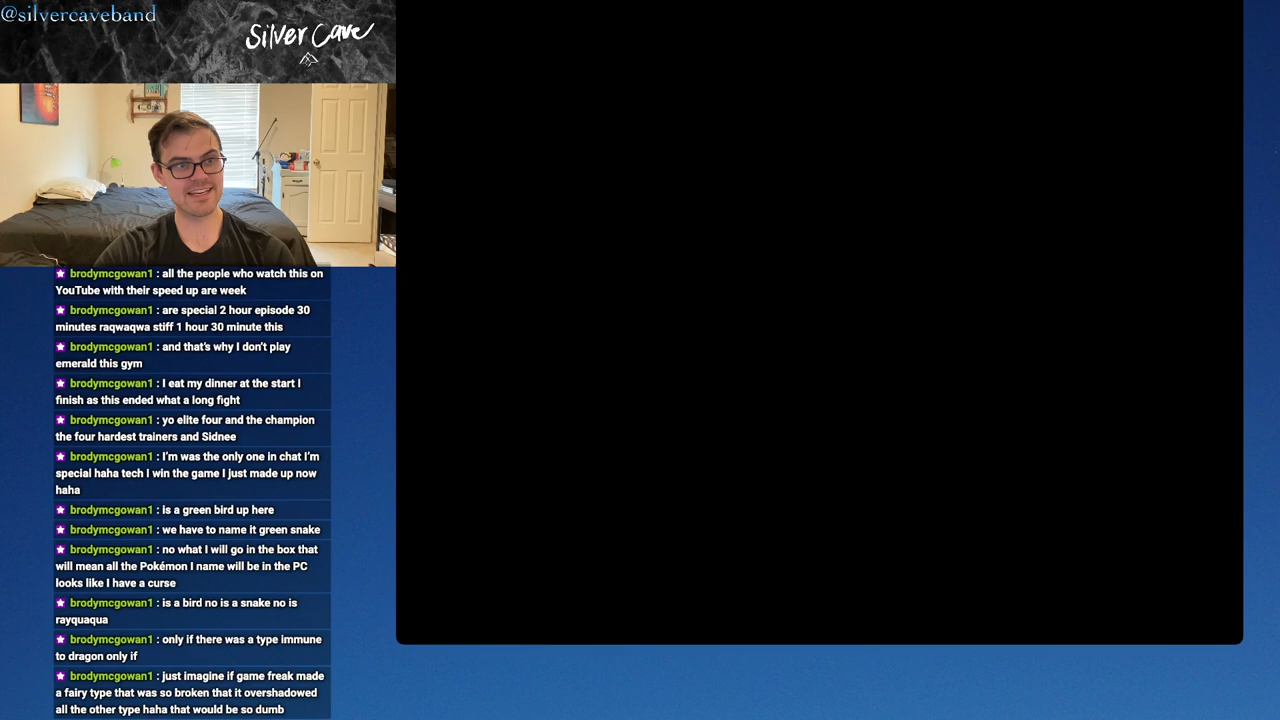 @silvercaveband
Silver Cave
brodymcgowan1 : all the people who watch this on
YouTube with their speed up are week
brodymcgowan1 : are special 2 hour episode 30
minutes raqwaqwa stiff 1 hour 30 minute this
brodymcgowan1 : and that's why I don't play
emerald this gym
brodymcgowan1 : I eat my dinner at the start I
finish as this ended what a long fight
brodymcgowan1 : yo elite four and the champion
the four hardest trainers and Sidnee
brodymcgowan1 : I'm was the only one in chat I'm
special haha tech I win the game I just made up now
haha
brodymcgowan1 : is a green bird up here
brodymcgowan1 : we have to name it green snake
brodymcgowan1 : no what I will go in the box that
will mean all the Pokémon I name will be in the PC
looks like I have a curse
brodymcgowan1 : is a bird no is a snake no is
rayquaqua
brodymcgowan1 : only if there was a type immune
to dragon only if
brodymcgowan1 : just imagine if game freak made
a fairy type that was so broken that it overshadowed
all the other type haha that would be so dumb